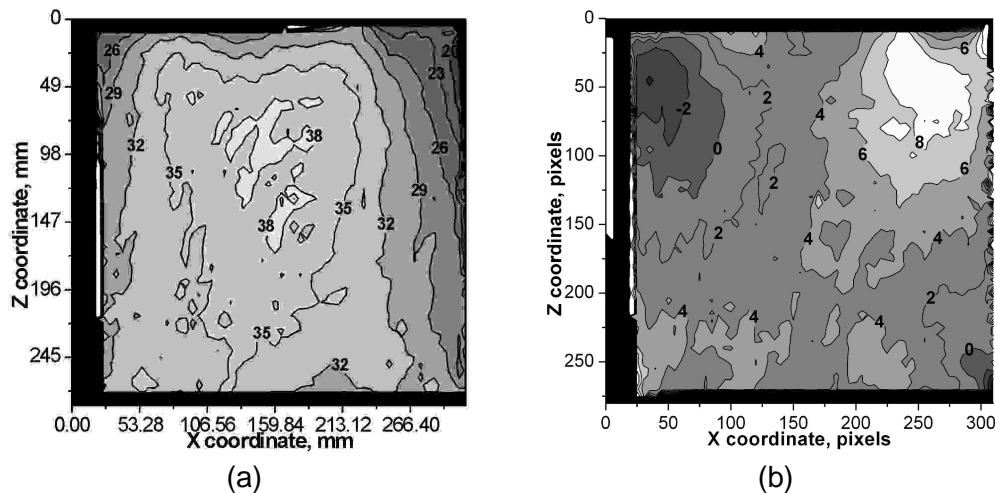 0
49
98
147
196
245
Z coordinate, mm
0.00 53.28 106.56 159.84 213.12 266.40
X coordinate, mm
26 20
23
29
38 26
32
35 29
38 35 32
35
32
(a)
0
50
100
150
200
250
Z coordinate, pixels
0 50 100 150 200 250 300
X coordinate, pixels
4 6
-2 2 4
8
0 6 6
2
2 4 4
2
4 4 4
0
(b)